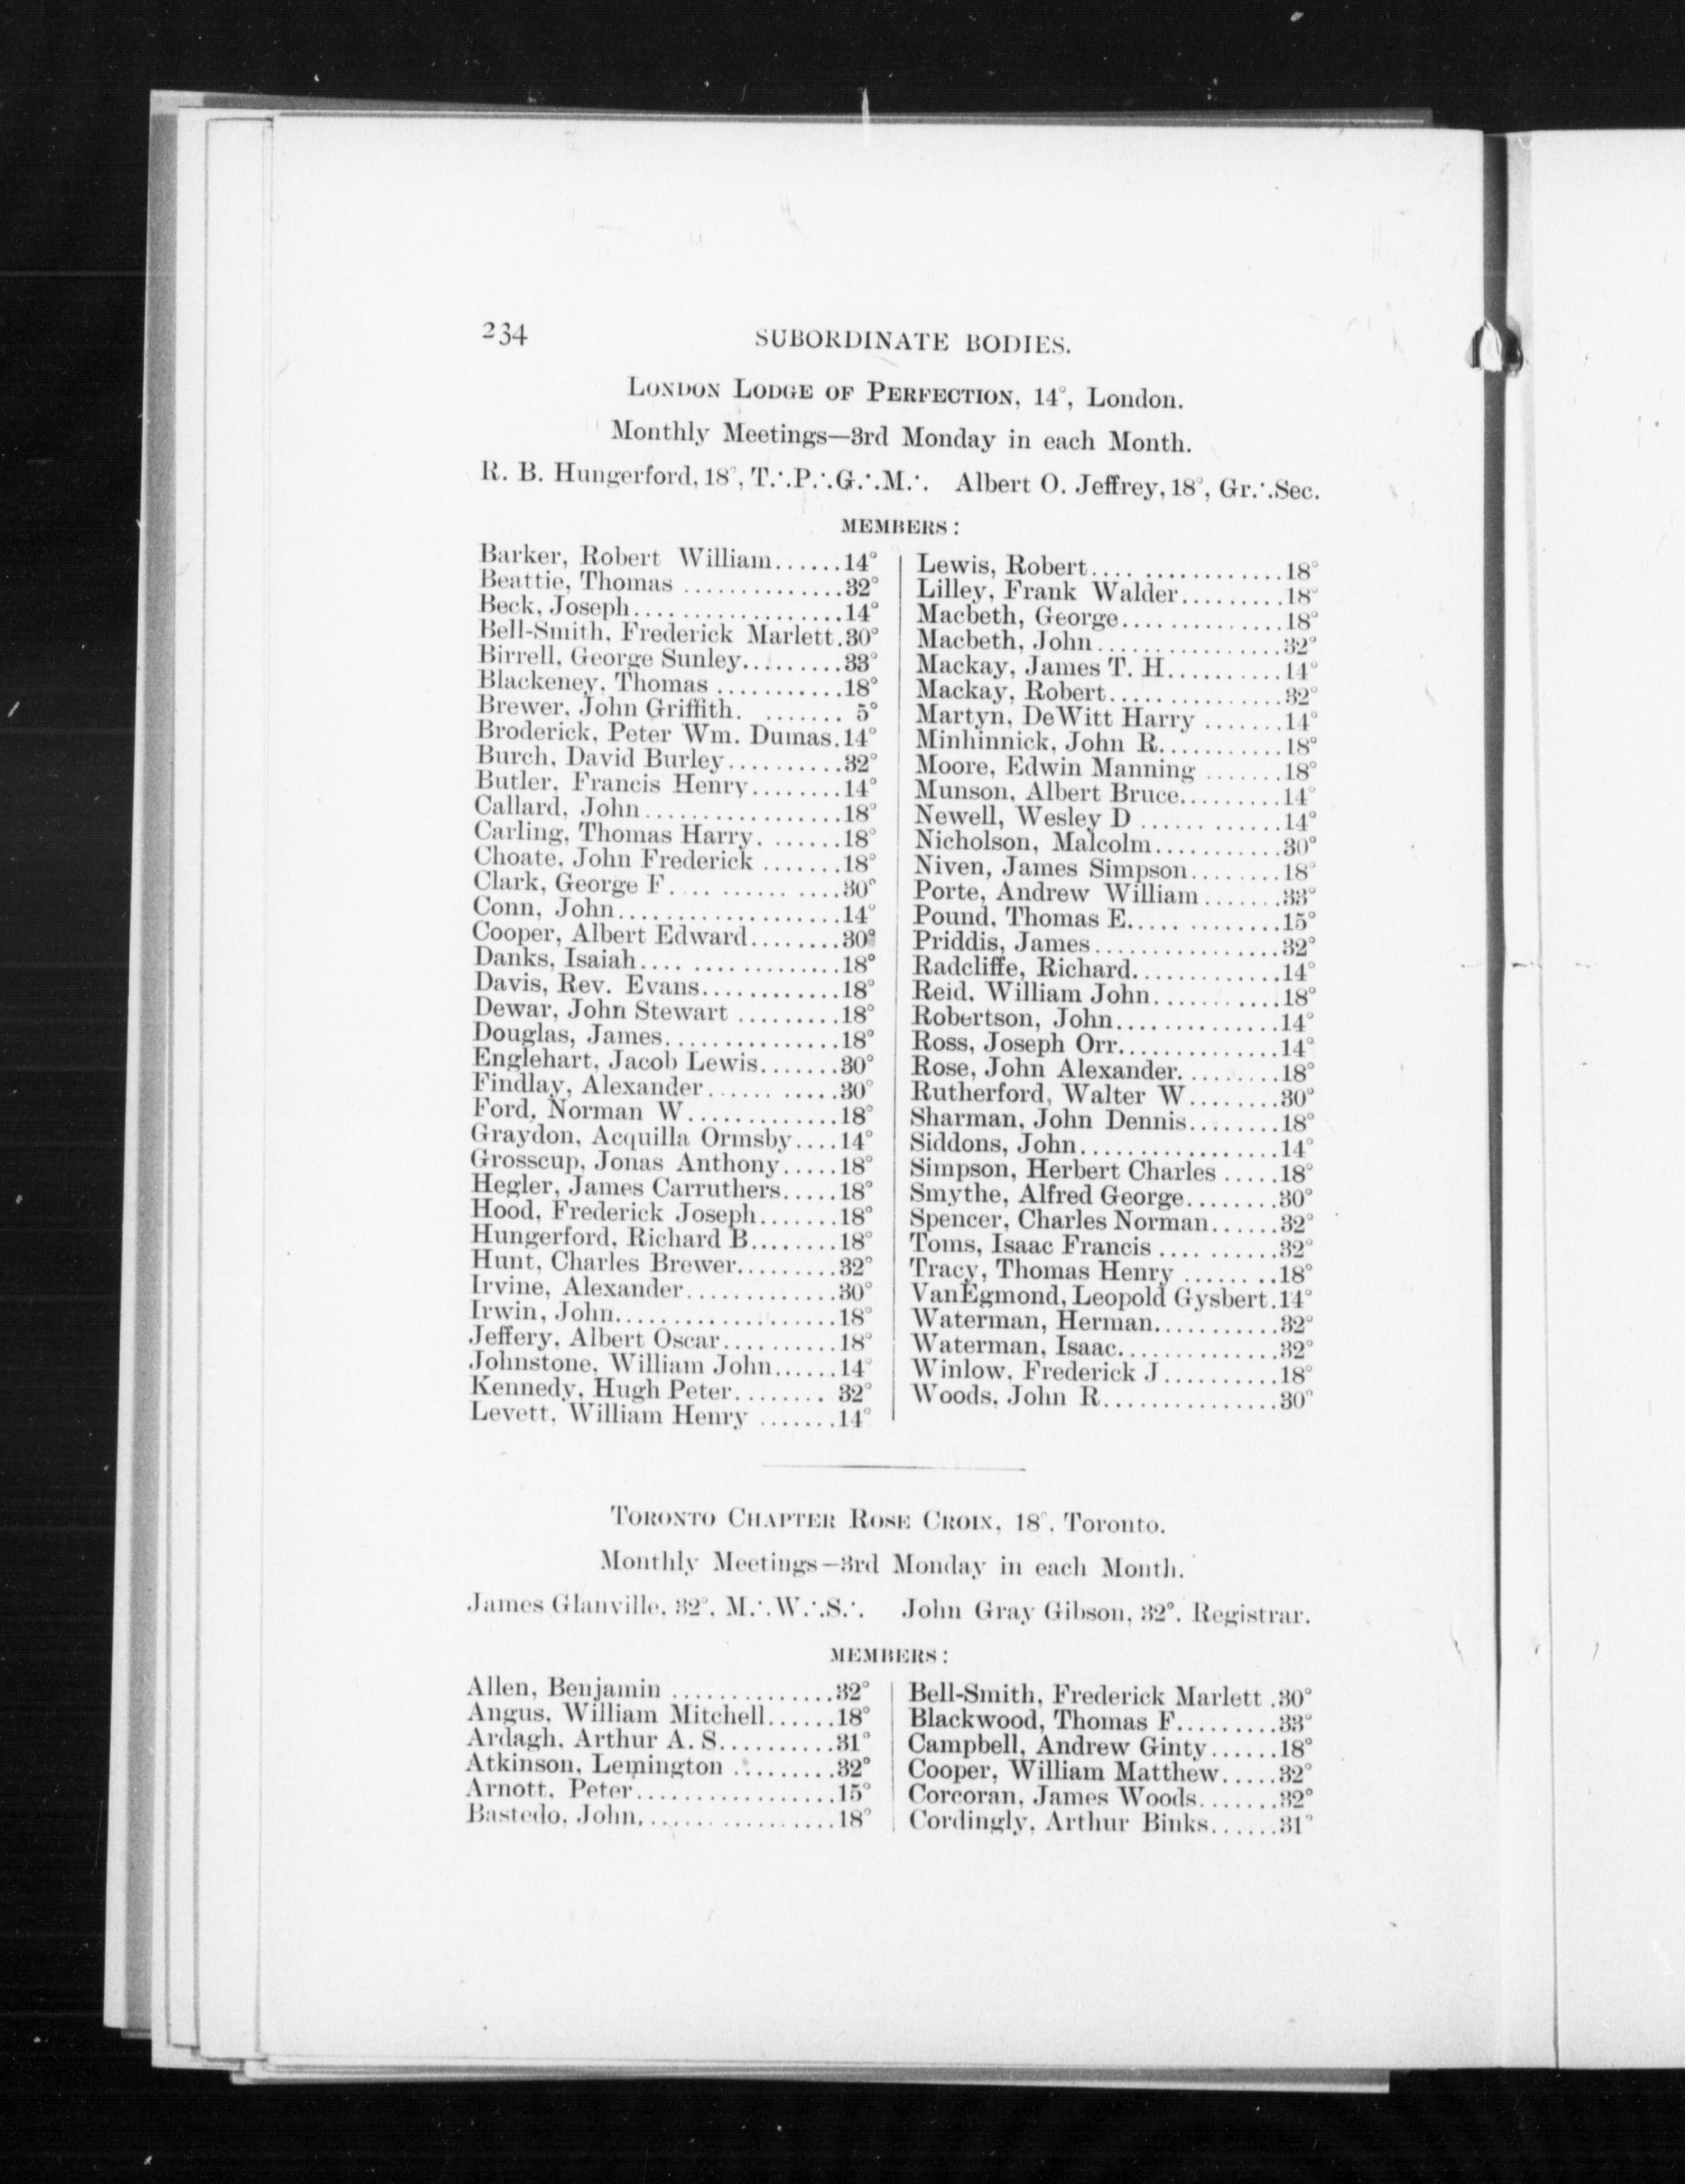 234
SUBORDINATE BODIES.
LONDON LODGE OF PERFECTION, 14°, London.
Monthly Meetings—3rd Monday in each Month.
R. B. Hungerford, 18°, T.∴P.∴G.∴M.∴ Albert O. Jeffrey, 18°, Gr.∴Sec.
MEMBERS:
Barker, Robert William......14°
Beattie, Thomas ..............32°
Beck, Joseph...................14°
Bell-Smith, Frederick Marlett.30°
Birrell, George Sunley.........33°
Blackeney, Thomas ...........18°
Brewer, John Griffith. ....... 5°
Broderick, Peter Wm. Dumas.14°
Burch, David Burley..........32°
Butler, Francis Henry........14°
Callard, John..................18°
Carling, Thomas Harry. .......18°
Choate, John Frederick .......18°
Clark, George F. .. .......... ....30°
Conn, John....................14°
Cooper, Albert Edward........30°
Danks, Isaiah.... ..............18°
Davis, Rev. Evans............18°
Dewar, John Stewart .........18°
Douglas, James...............18°
Englehart, Jacob Lewis.......30°
Findlay, Alexander...... .....30°
Ford, Norman W..............18°
Graydon, Acquilla Ormsby....14°
Grosscup, Jonas Anthony.....18°
Hegler, James Carruthers.....18°
Hood, Frederick Joseph.......18°
Hungerford, Richard B........18°
Hunt, Charles Brewer.........32°
Irvine, Alexander.............30°
Irwin, John....................18°
Jeffery, Albert Oscar..........18°
Johnstone, William John......14°
Kennedy, Hugh Peter........ 32°
Levett, William Henry .......14°
Lewis, Robert.... ..............18°
Lilley, Frank Walder.........18°
Macbeth, George..............18°
Macbeth, John................32°
Mackay, James T. H..........14°
Mackay, Robert...............32°
Martyn, DeWitt Harry .......14°
Minhinnick, John R...........18°
Moore, Edwin Manning .......18°
Munson, Albert Bruce.........14°
Newell, Wesley D ...... ......14°
Nicholson, Malcolm...........30°
Niven, James Simpson........18°
Porte, Andrew William.......33°
Pound, Thomas E..... ........15°
Priddis, James................32°
Radcliffe, Richard.............14°
Reid. William John...........18°
Robertson, John..............14°
Ross, Joseph Orr..............14°
Rose, John Alexander.........18°
Rutherford, Walter W........30°
Sharman, John Dennis........18°
Siddons, John.................14°
Simpson, Herbert Charles .....18°
Smythe, Alfred George........30°
Spencer, Charles Norman......32°
Toms, Isaac Francis .... ......32°
Tracy, Thomas Henry ...... ..18°
VanEgmond, Leopold Gysbert.14°
Waterman, Herman...........32°
Waterman, Isaac..............32°
Winlow, Frederick J..........18°
Woods, John R...............30°
TORONTO CHAPTER ROSE CROIX, 18°. Toronto.
Monthly Meetings—3rd Monday in each Month.
James Glanville, 32°. M.∴W.∴S.∴ John Gray Gibson, 32°. Registrar.
MEMBERS:
Allen, Benjamin ..............32°
Angus, William Mitchell......18°
Ardagh, Arthur A. S..........31°
Atkinson, Lemington .........32°
Arnott, Peter.................15°
Bastedo, John.................18°
Bell-Smith, Frederick Marlett .30°
Blackwood, Thomas F.........33°
Campbell, Andrew Ginty......18°
Cooper, William Matthew.....32°
Corcoran, James Woods.......32°
Cordingly, Arthur Binks......31°